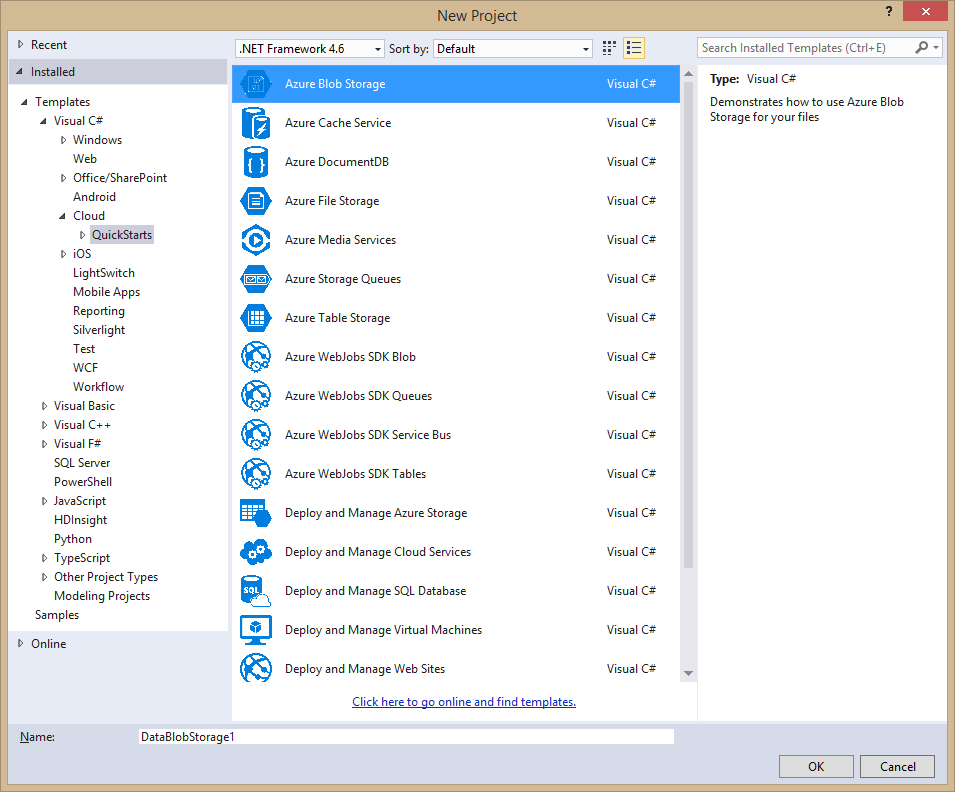 New Project
?
Recent
Installed
Templates
Visual C#
Windows
Web
Office/SharePoint
Android
Cloud
QuickStarts
iOS
LightSwitch
Mobile Apps
Reporting
Silverlight
Test
WCF
Workflow
Visual Basic
Visual C++
Visual F#
SQL Server
PowerShell
JavaScript
HDInsight
Python
TypeScript
Other Project Types
Modeling Projects
Samples
Online
.NET Framework 4.6 Sort by: Default
Azure Blob Storage Visual C#
Azure Cache Service Visual C#
Azure DocumentDB Visual C#
Azure File Storage Visual C#
Azure Media Services Visual C#
Azure Storage Queues Visual C#
Azure Table Storage Visual C#
Azure WebJobs SDK Blob Visual C#
Azure WebJobs SDK Queues Visual C#
Azure WebJobs SDK Service Bus Visual C#
Azure WebJobs SDK Tables Visual C#
Deploy and Manage Azure Storage Visual C#
Deploy and Manage Cloud Services Visual C#
SQL
Deploy and Manage SQL Database Visual C#
Deploy and Manage Virtual Machines Visual C#
Deploy and Manage Web Sites Visual C#
Click here to go online and find templates.
Search Installed Templates (Ctrl+E)
Type: Visual C#
Demonstrates how to use Azure Blob
Storage for your files
Name: DataBlobStorage1
OK Cancel